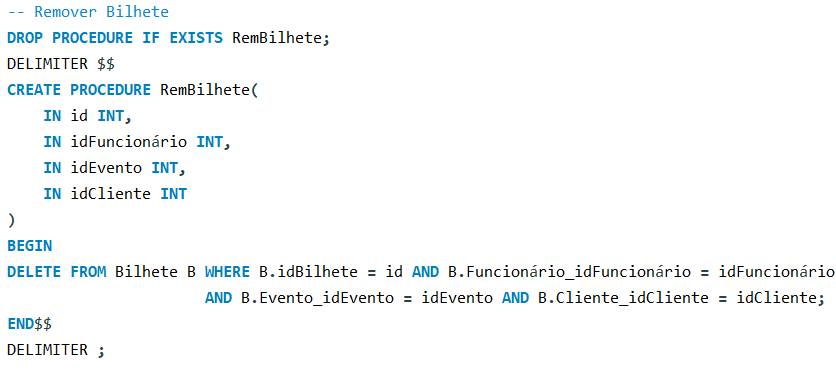 -- Remover Bilhete
DROP PROCEDURE IF EXISTS RemBilhete;
DELIMITER $$
CREATE PROCEDURE RemBilhete(
    IN id INT,
    IN idFuncionário INT,
    IN idEvento INT,
    IN idCliente INT
)
BEGIN
DELETE FROM Bilhete B WHERE B.idBilhete = id AND B.Funcionário_idFuncionário = idFuncionário
                      AND B.Evento_idEvento = idEvento AND B.Cliente_idCliente = idCliente;
END$$
DELIMITER ;